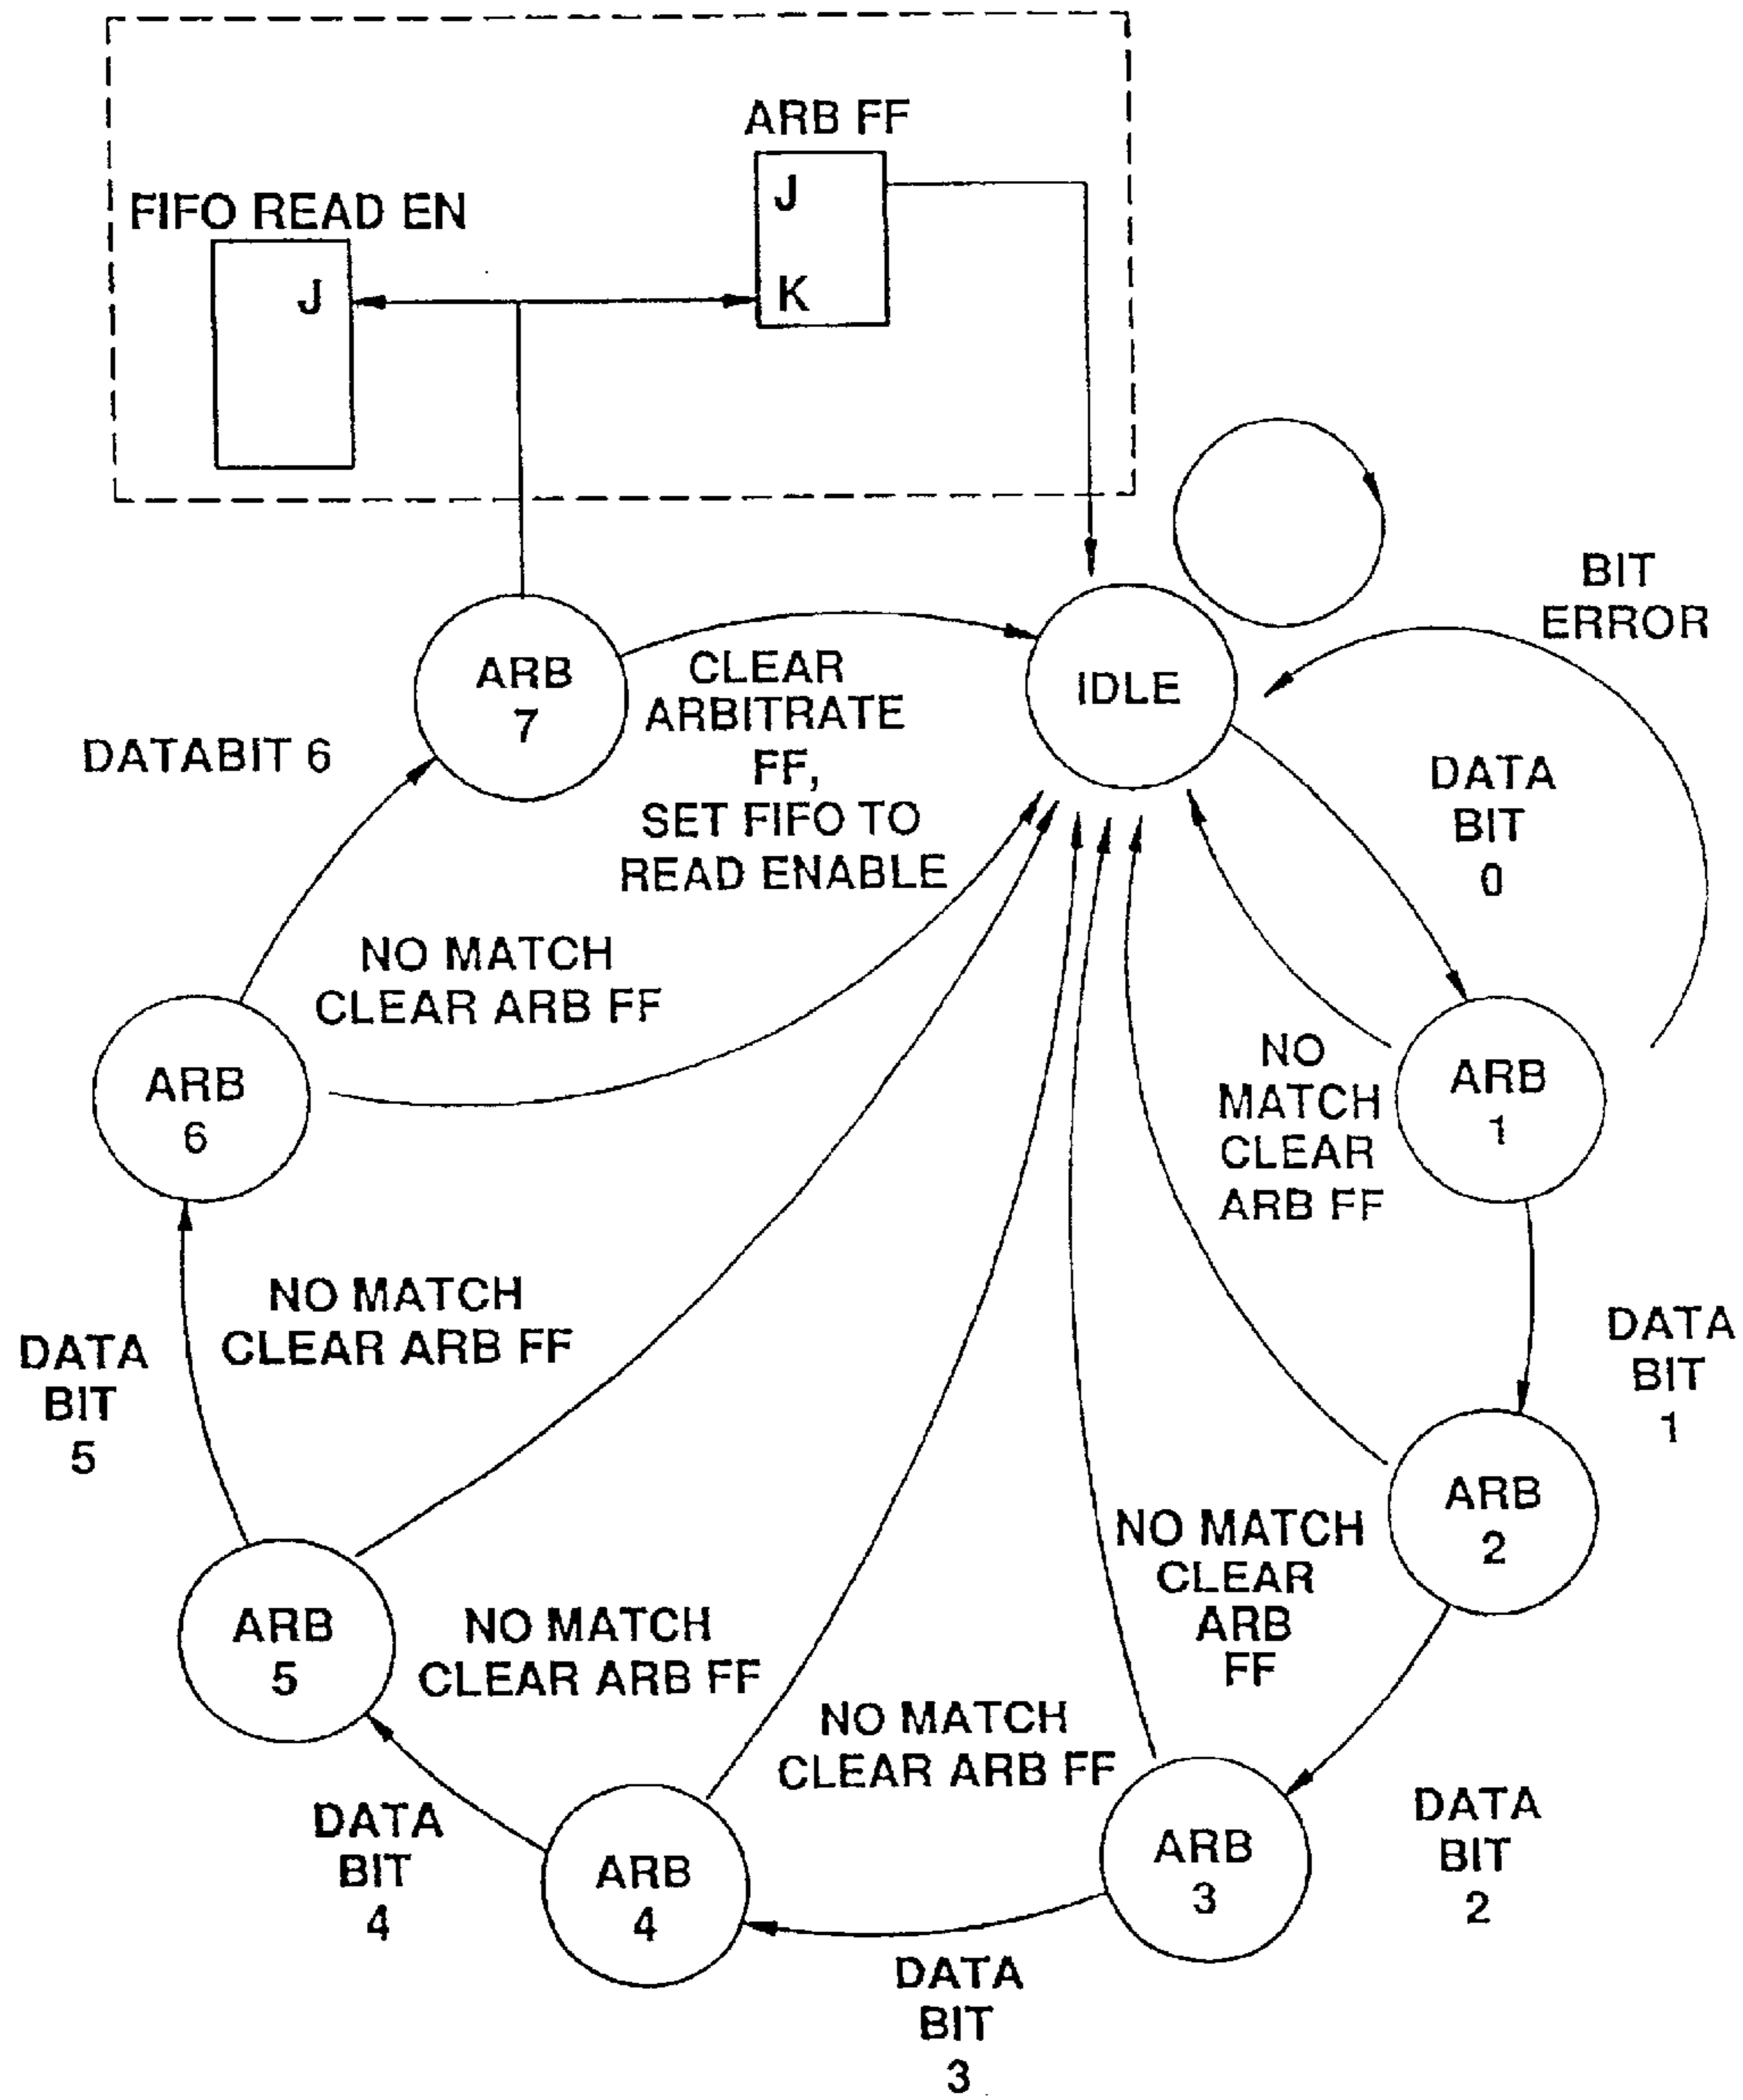 ARB FF
J
K
FIFO READ EN
J
BIT
ERROR
IDLE
ARB
7
CLEAR
ARBITRATE
FF,
SET FIFO TO
READ ENABLE
DATABIT 6
DATA
BIT
0
NO MATCH
CLEAR ARB FF
ARB
6
NO
MATCH
CLEAR
ARB FF
ARB
1
NO MATCH
CLEAR ARB FF
DATA
BIT
5
DATA
BIT
1
ARB
2
NO MATCH
CLEAR
ARB
FF
ARB
5
NO MATCH
CLEAR ARB FF
NO MATCH
CLEAR ARB FF
DATA
BIT
4
ARB
4
ARB
3
DATA
BIT
2
DATA
BIT
3